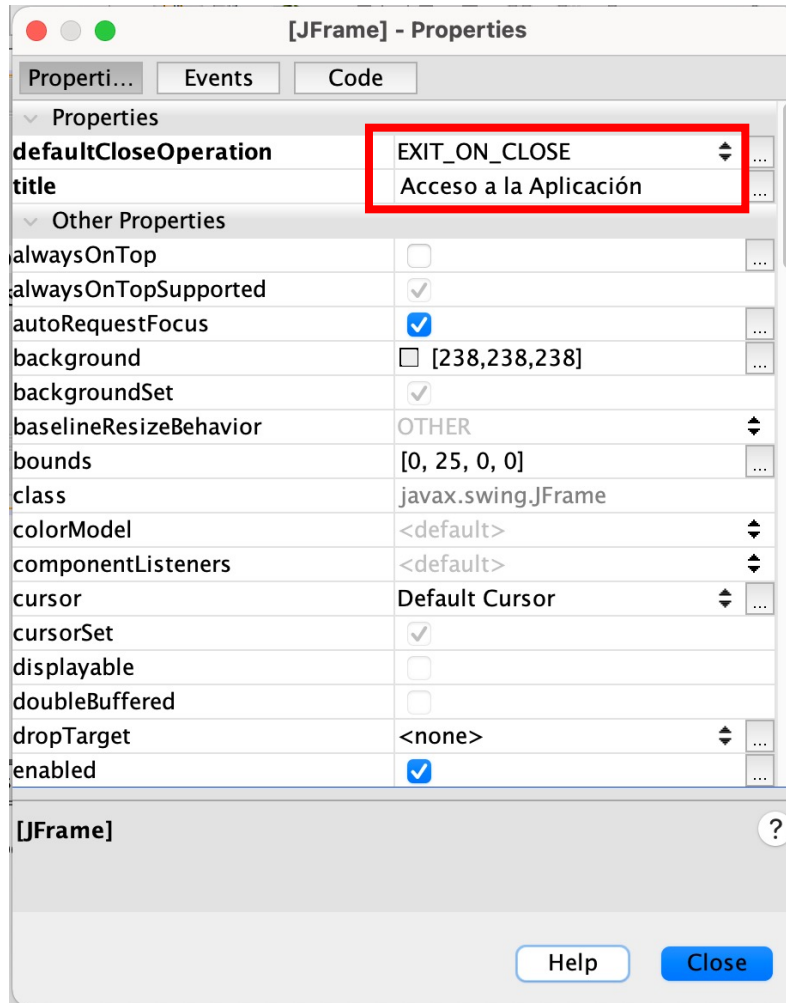 [JFrame] - Properties
Properti... Events Code
Properties
defaultCloseOperation EXIT_ON_CLOSE ...
title Acceso a la Aplicación ...
Other Properties
alwaysOnTop ...
alwaysOnTopSupported
autoRequestFocus ...
background [238,238,238] ...
backgroundSet
baselineResizeBehavior OTHER
bounds [0, 25, 0, 0] ...
class javax.swing.JFrame
colorModel <default>
componentListeners <default>
cursor Default Cursor ...
cursorSet
displayable
doubleBuffered
dropTarget <none> ...
enabled ...
[JFrame] ?
Help Close